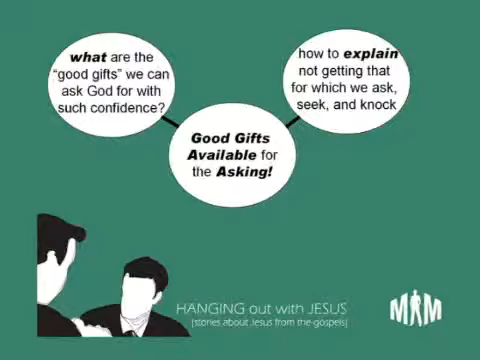 what are the
“good gifts” we can
ask God for with
such confidence?
how to explain
not getting that
for which we ask,
seek, and knock
Good Gifts
Available for
the Asking!
HANGING out with JESUS
[stories about Jesus from the gospels]
MM